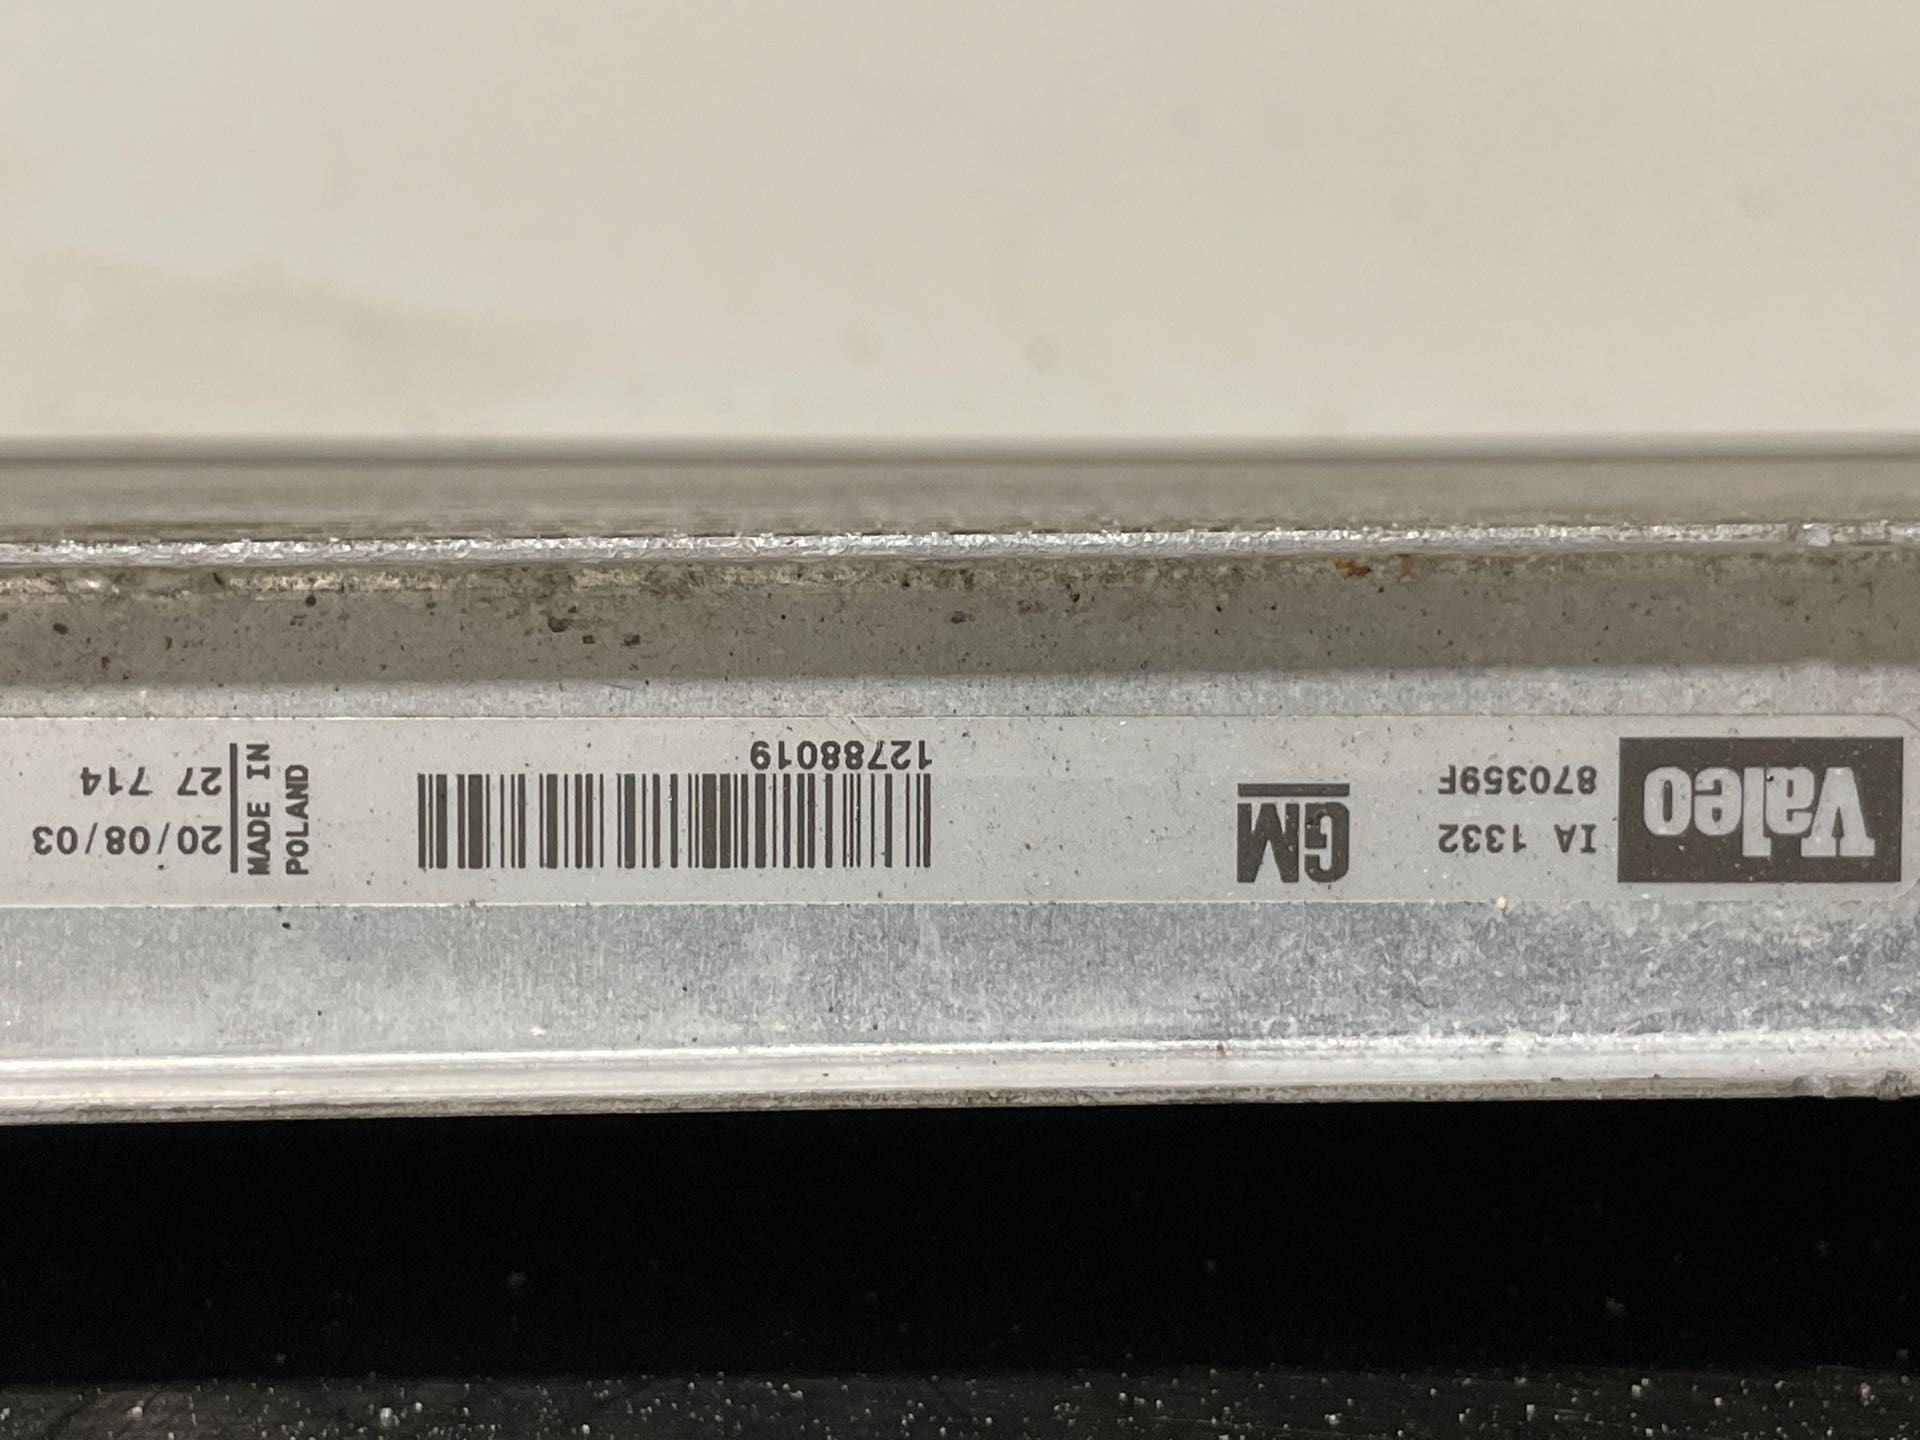 Valeo
IA 1332
870359F
GM
12788019
MADE IN
POLAND
20/08/03
27 714